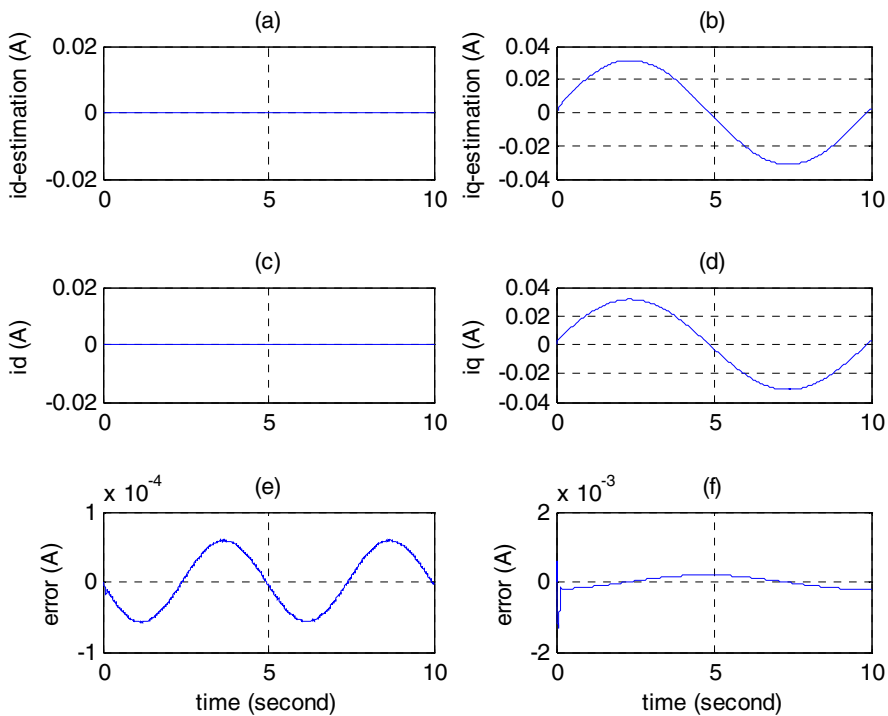 (a)
id-estimation (A)
0.02
0
-0.02
0
5
10
(b)
iq-estimation (A)
0.04
0.02
0
-0.02
-0.04
0
5
10
(c)
id (A)
0.02
0
-0.02
0
5
10
(d)
iq (A)
0.04
0.02
0
-0.02
-0.04
0
5
10
(e)
x 10-4
error (A)
1
0
-1
0
5
10
time (second)
(f)
x 10-3
error (A)
2
0
-2
0
5
10
time (second)